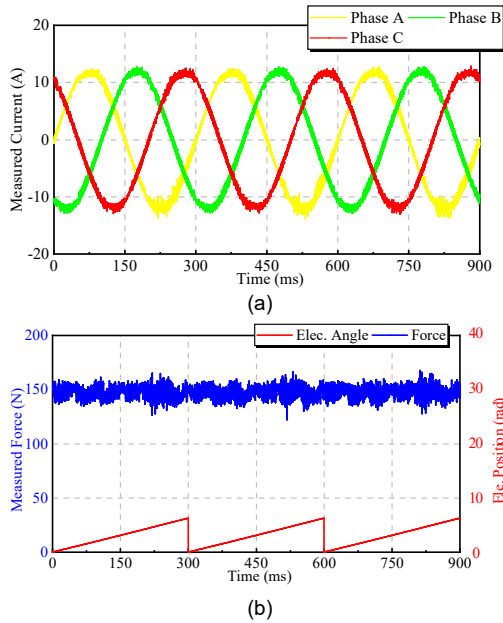 Phase A Phase B
Phase C
Measured Current (A)
20
10
0
-10
-20
0 150 300 450 600 750 900
Time (ms)
(a)
Elec. Angle Force
Measured Force (N)
200
150
100
50
0
40
30
20
10
0
Ele. Position (rad)
0 150 300 450 600 750 900
Time (ms)
(b)